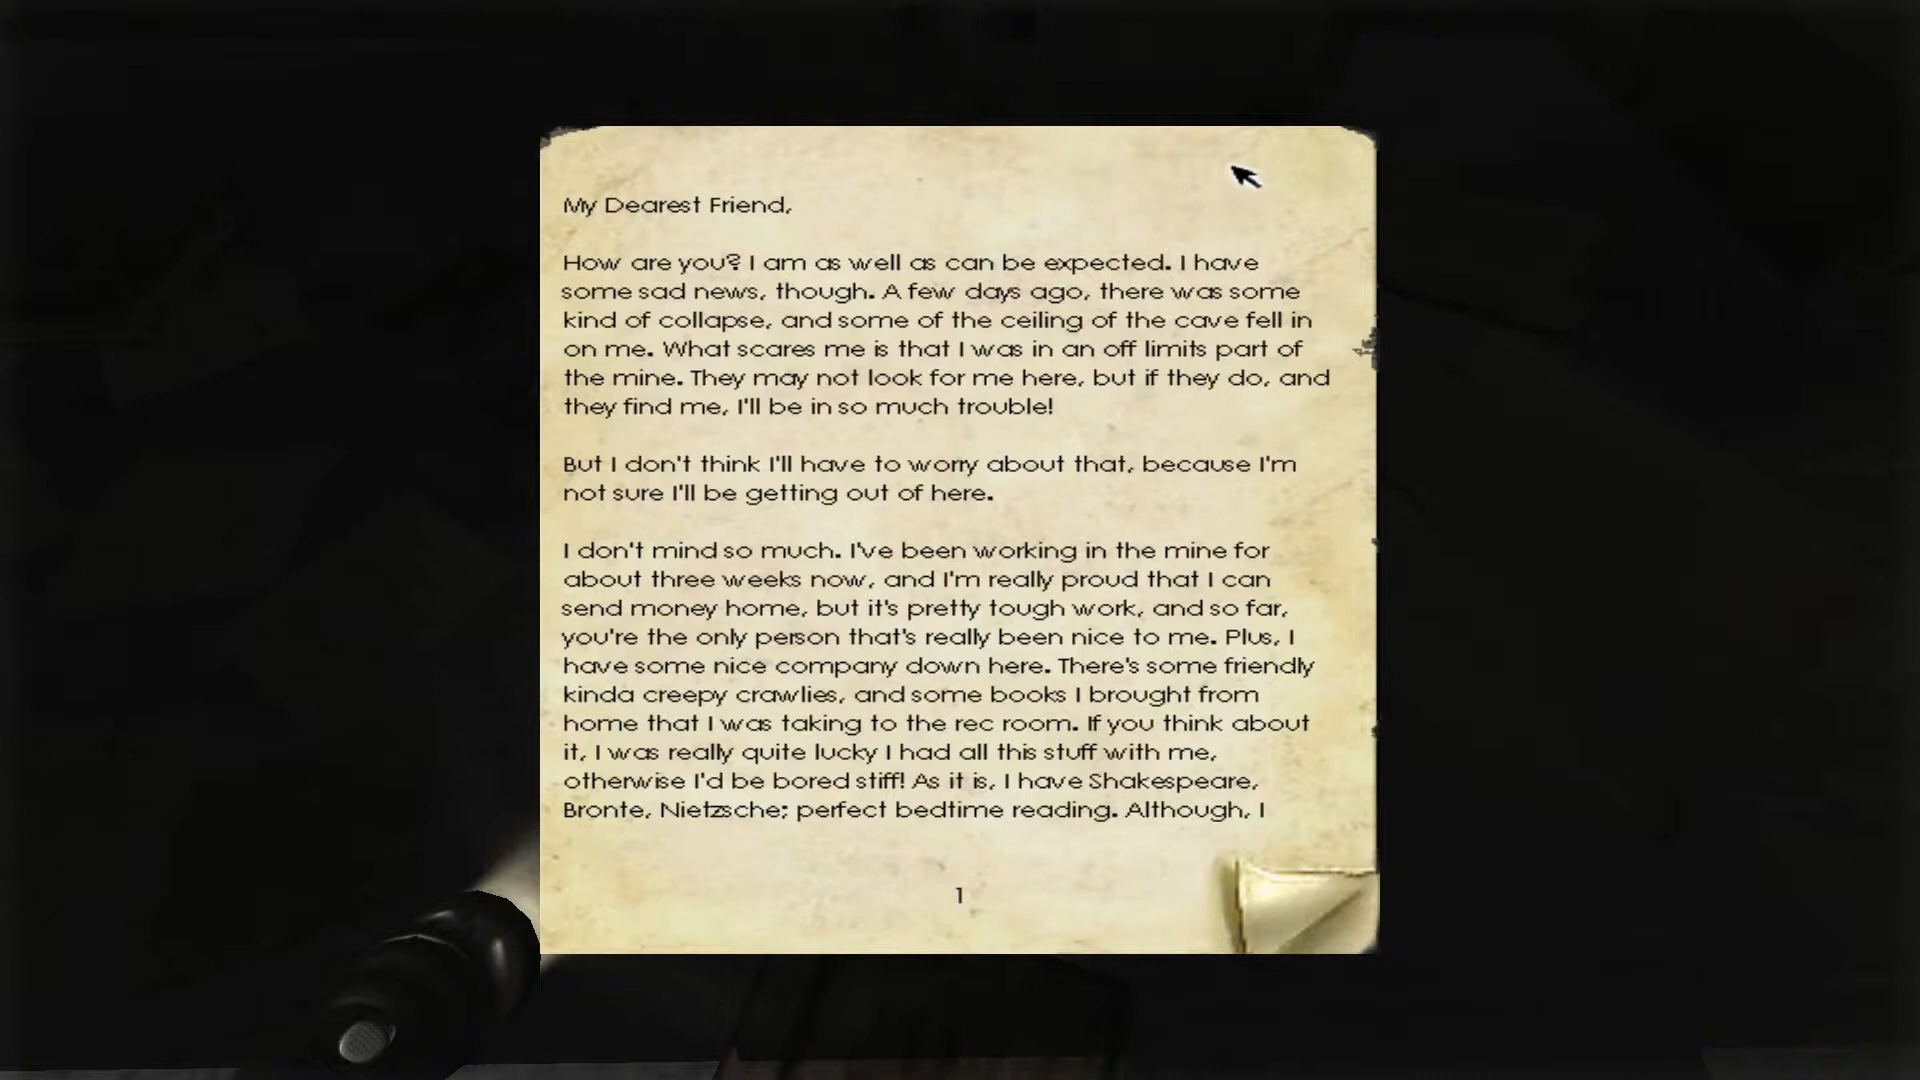 My Dearest Friend,
How are you? I am as well as can be expected. I have
some sad news, though. A few days ago, there was some
kind of collapse, and some of the ceiling of the cave fell in
on me. What scares me is that I was in an off limits part of
the mine. They may not look for me here, but if they do, and
they find me, I'll be in so much trouble!
But I don't think I'll have to worry about that, because I'm
not sure I'll be getting out of here.
I don't mind so much. I've been working in the mine for
about three weeks now, and I'm really proud that I can
send money home, but it's pretty tough work, and so far,
you're the only person that's really been nice to me. Plus, I
have some nice company down here. There's some friendly
kinda creepy crawlies, and some books I brought from
home that I was taking to the rec room. If you think about
it, I was really quite lucky I had all this stuff with me,
otherwise I'd be bored stiff! As it is, I have Shakespeare,
Bronte, Nietzsche; perfect bedtime reading. Although, I
1